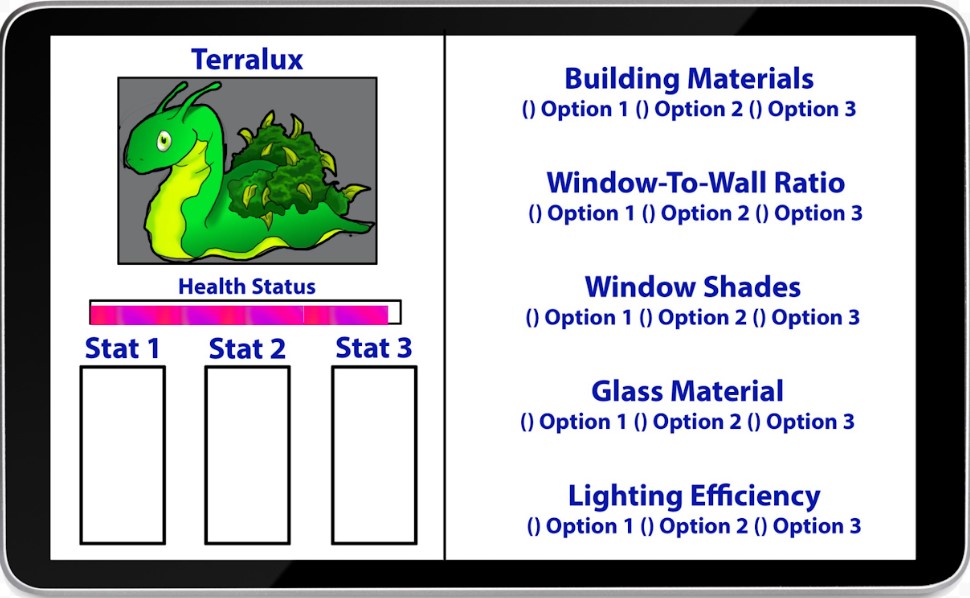 Terralux
Health Status
Stat 1 Stat 2 Stat 3
Building Materials
() Option 1 () Option 2 () Option 3
Window-To-Wall Ratio
() Option 1 () Option 2 () Option 3
Window Shades
() Option 1 () Option 2 () Option 3
Glass Material
() Option 1 () Option 2 () Option 3
Lighting Efficiency
() Option 1 () Option 2 () Option 3